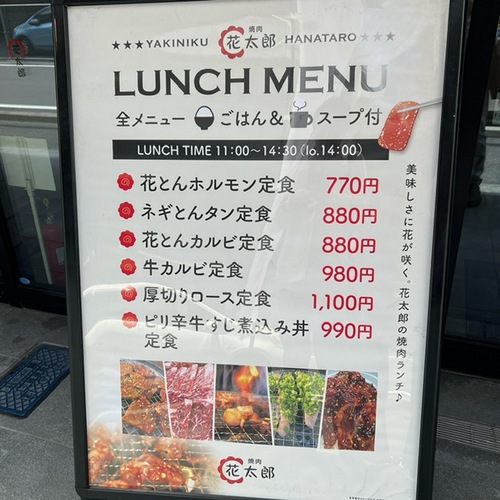 ★★★YAKINIKU 焼肉 花太郎 HANATARO★★★
LUNCH MENU
全メニュー ごはん&スープ付
LUNCH TIME 11:00～14:30（lo.14:00）
花とんホルモン定食 770円
ネギとんタン定食 880円
花とんカルビ定食 880円
牛カルビ定食 980円
厚切りロース定食 1,100円
ピリ辛牛すじ煮込み丼 990円
定食
美味しさに花が咲く。花太郎の焼肉ランチ♪
焼肉
花太郎